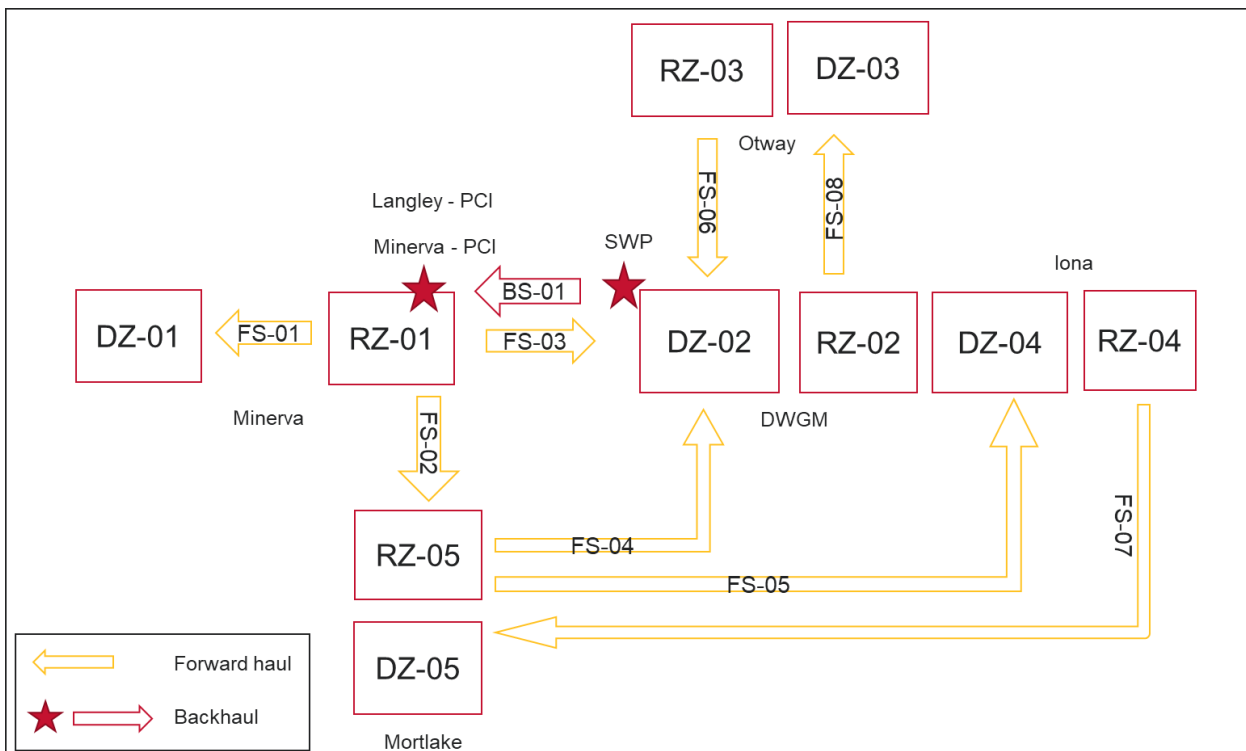 RZ-03
DZ-03
Otway
FS-06
FS-08
Langley - PCI
Minerva - PCI
SWP
Iona
BS-01
DZ-01
FS-01
RZ-01
FS-03
DZ-02
RZ-02
DZ-04
RZ-04
Minerva
FS-02
DWGM
RZ-05
FS-04
FS-05
FS-07
DZ-05
Mortlake
Forward haul
Backhaul